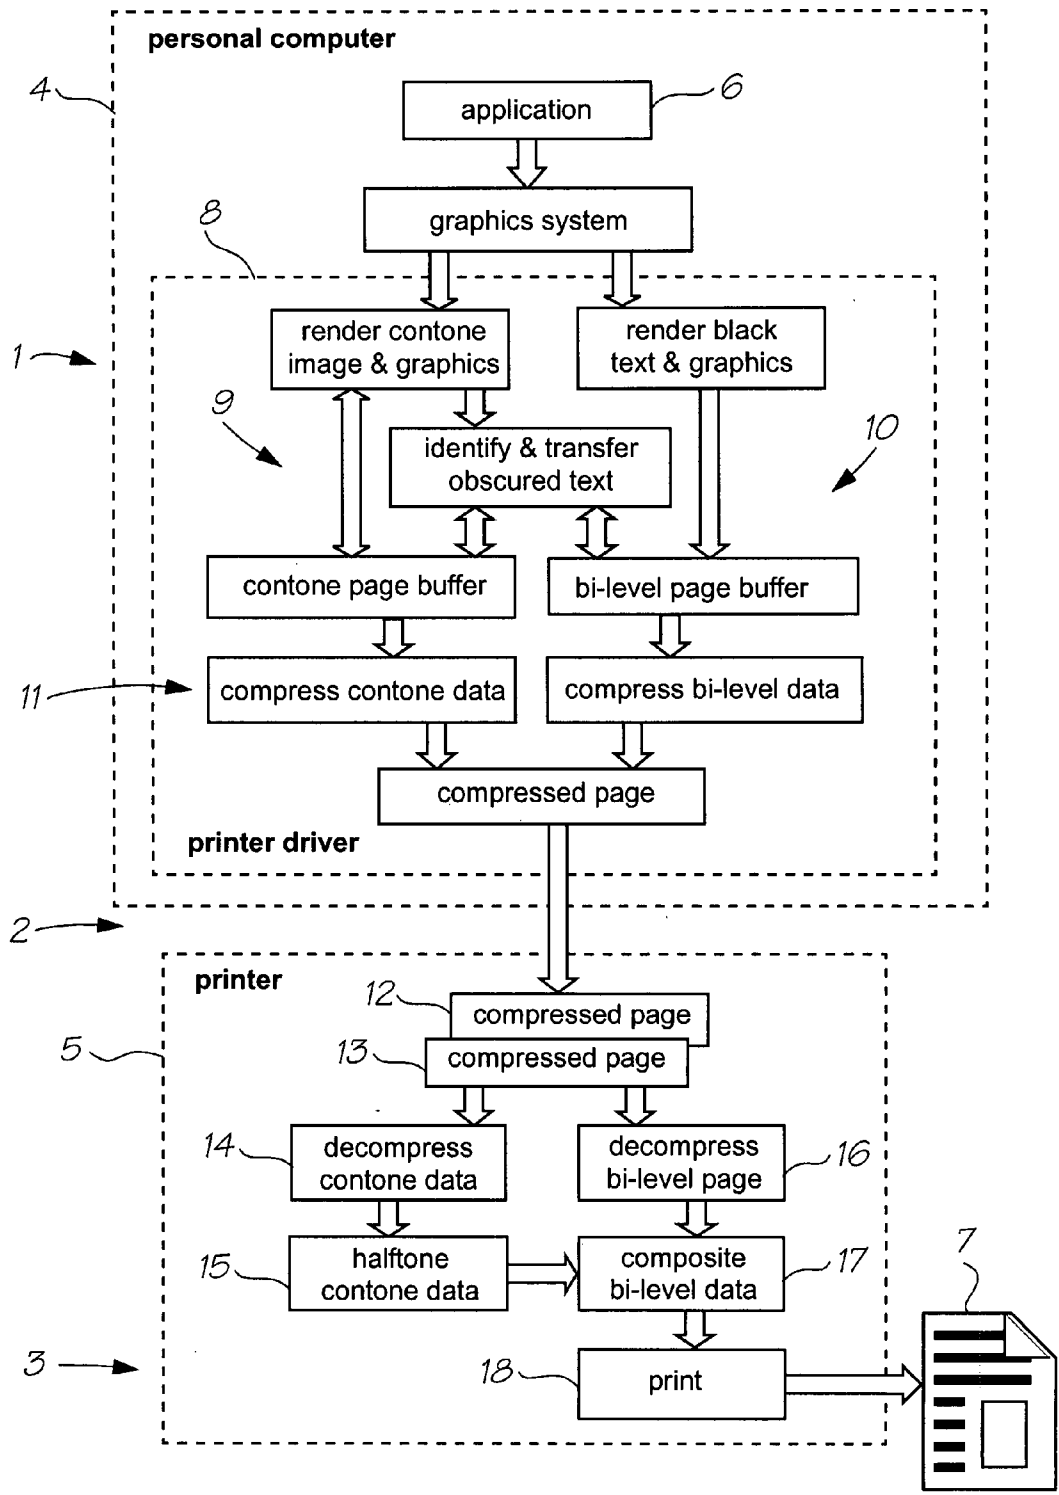 personal computer
4
application
6
graphics system
8
render contone
image & graphics
render black
text & graphics
1
9
identify & transfer
obscured text
10
contone page buffer
bi-level page buffer
11
compress contone data
compress bi-level data
compressed page
printer driver
2
printer
12
compressed page
5
13
compressed page
14
decompress
contone data
decompress
bi-level page
16
15
halftone
contone data
composite
bi-level data
17
7
3
18
print